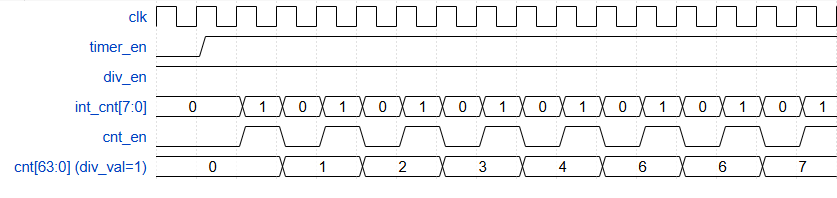 clk
timer_en
div_en
int_cnt[7:0] 0 1 0 1 0 1 0 1 0 1 0 1 0 1 0 1
cnt_en
cnt[63:0] (div_val=1) 0 1 2 3 4 6 6 7